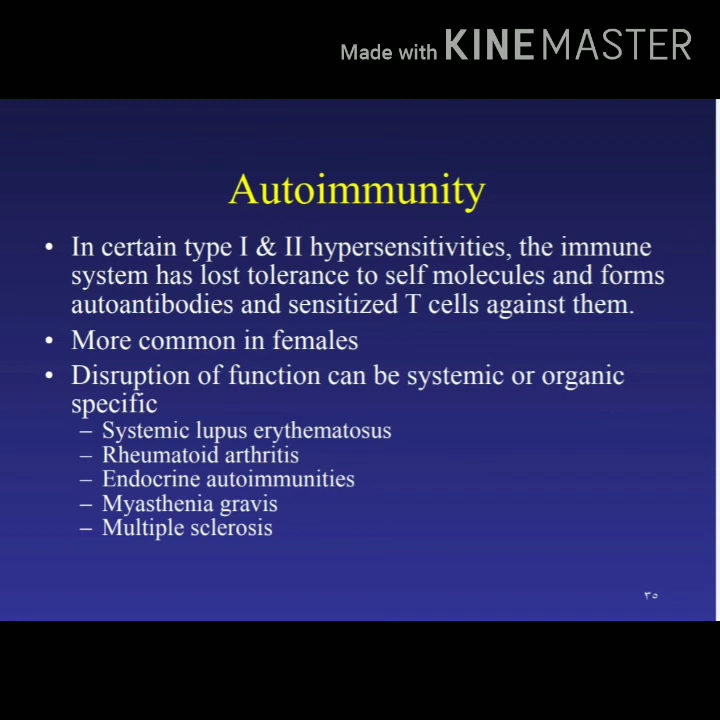 Made with KINEMASTER
Autoimmunity
• In certain type I & II hypersensitivities, the immune
system has lost tolerance to self molecules and forms
autoantibodies and sensitized T cells against them.
• More common in females
• Disruption of function can be systemic or organic
specific
– Systemic lupus erythematosus
– Rheumatoid arthritis
– Endocrine autoimmunities
– Myasthenia gravis
– Multiple sclerosis
٣٥